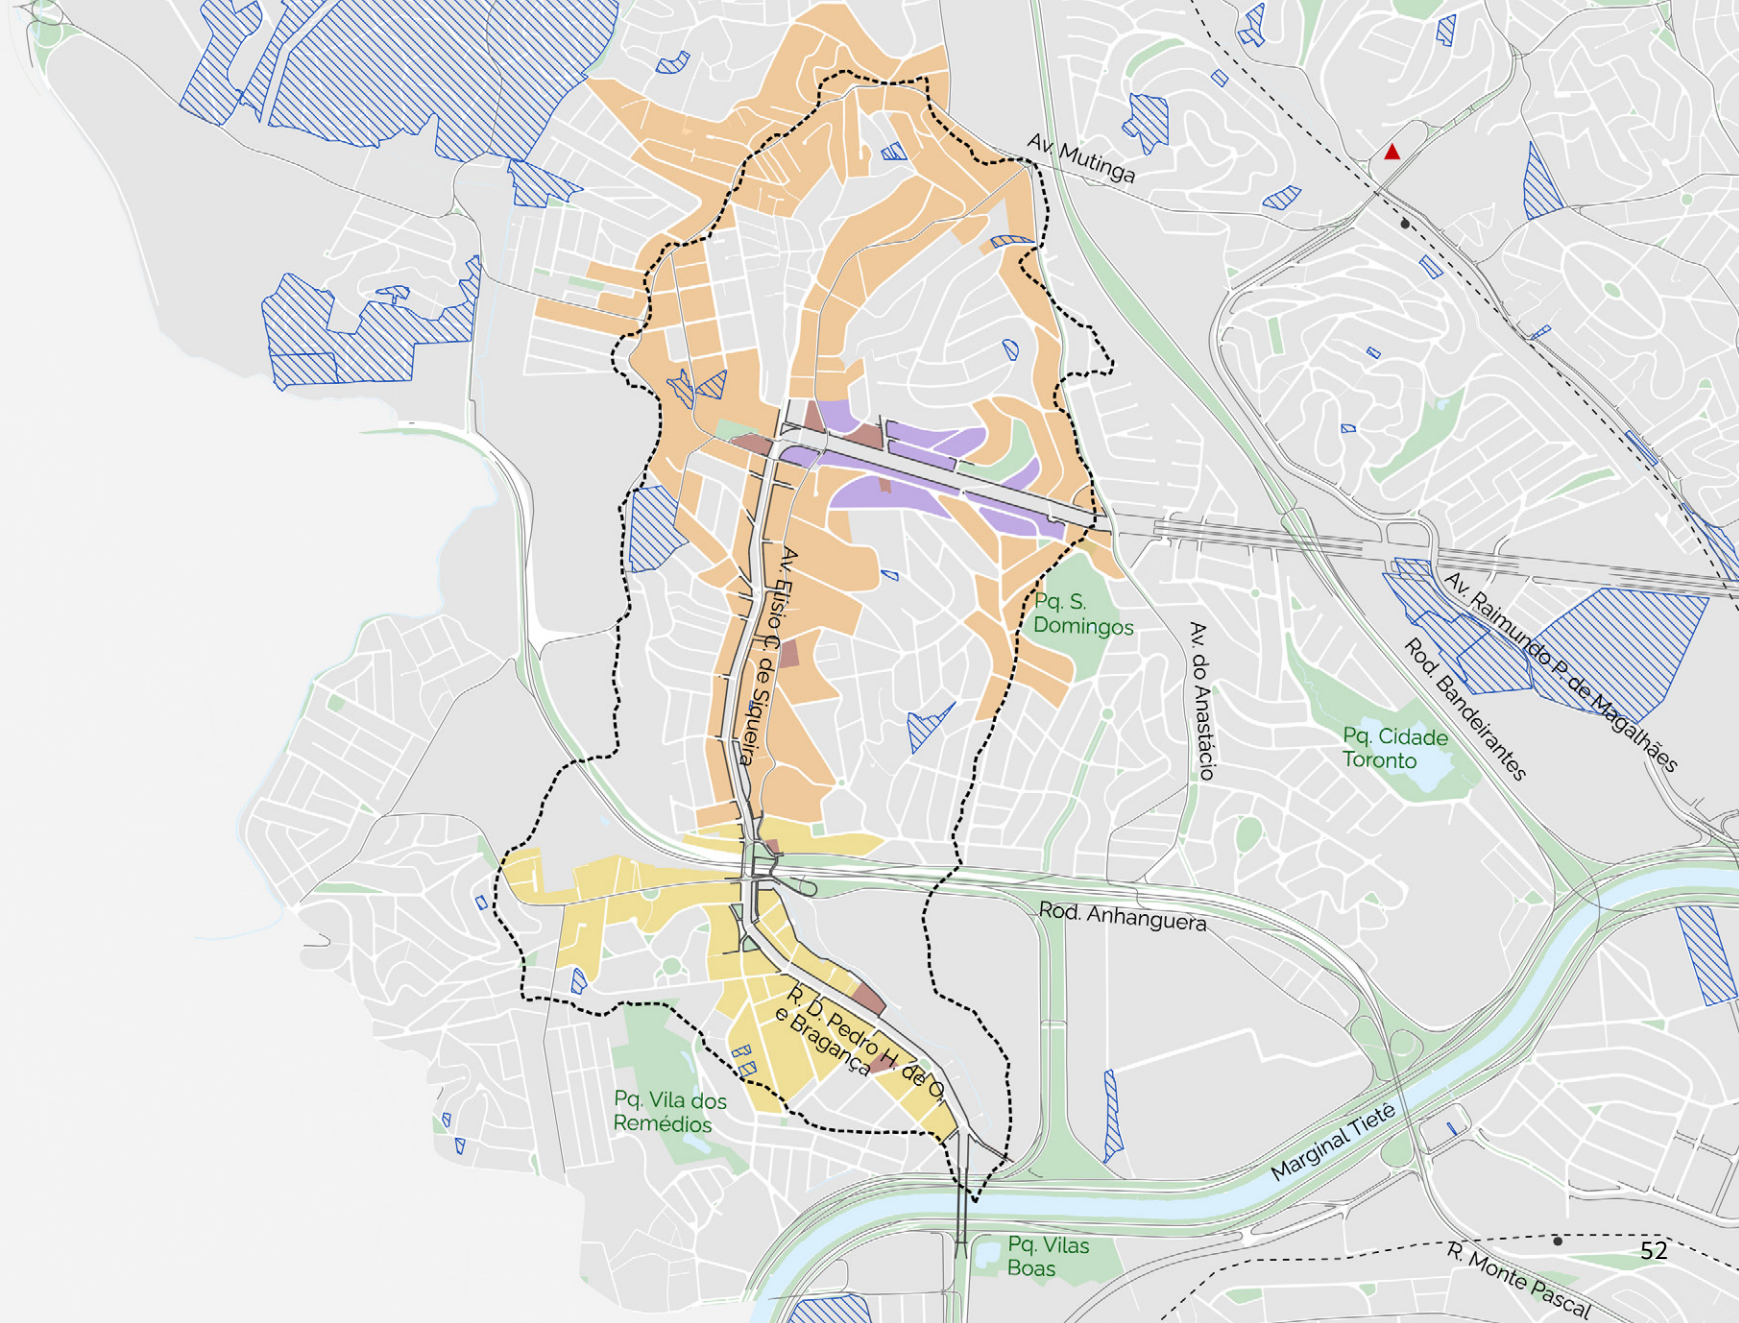 Av. Mutinga
Av. Elísio C. de Siqueira
Pq. S.
Domingos
Av. do Anastácio
Av. Raimundo P. de Magalhães
Rod. Bandeirantes
Pq. Cidade
Toronto
Rod. Anhanguera
R. D. Pedro H. de O.
e Bragança
Pq. Vila dos
Remédios
Marginal Tietê
Pq. Vilas
Boas
R. Monte Pascal
52